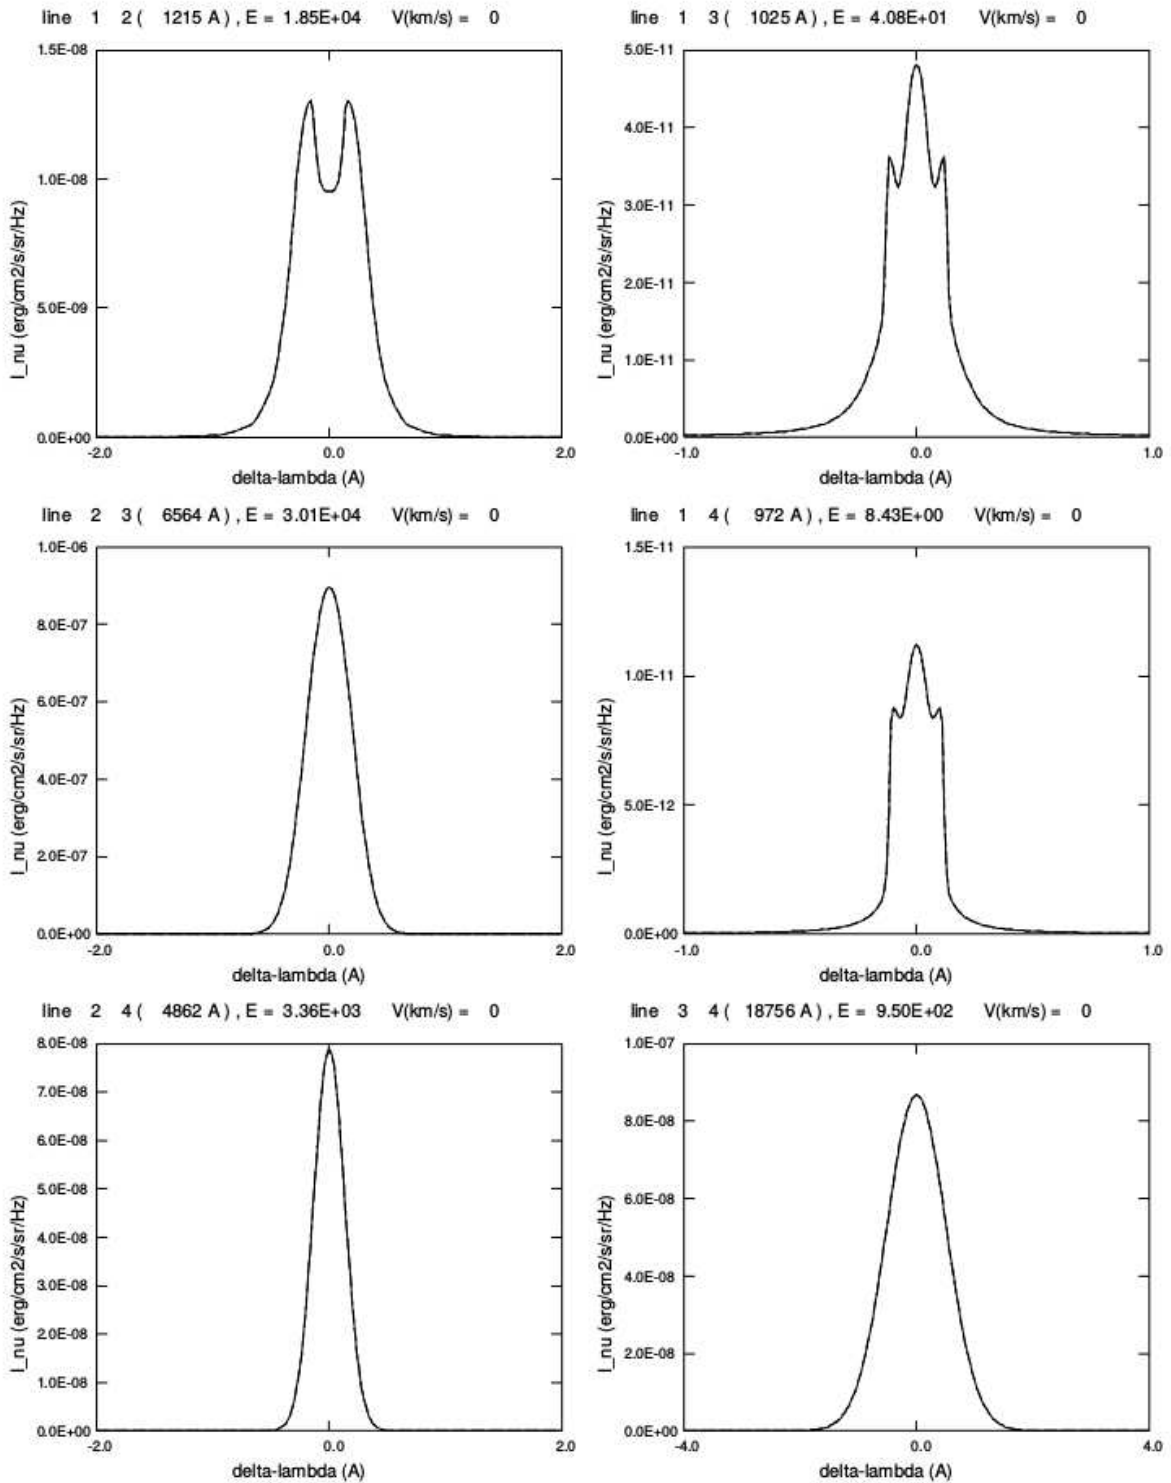 line 1 2 ( 1215 A ) , E = 1.85E+04 V(km/s) = 0
1.5E-08
1.0E-08
5.0E-09
0.0E+00
I_nu (erg/cm2/s/sr/Hz)
-2.0 0.0 2.0
delta-lambda (A)
line 1 3 ( 1025 A ) , E = 4.08E+01 V(km/s) = 0
5.0E-11
4.0E-11
3.0E-11
2.0E-11
1.0E-11
0.0E+00
I_nu (erg/cm2/s/sr/Hz)
-1.0 0.0 1.0
delta-lambda (A)
line 2 3 ( 6564 A ) , E = 3.01E+04 V(km/s) = 0
1.0E-06
8.0E-07
6.0E-07
4.0E-07
2.0E-07
0.0E+00
I_nu (erg/cm2/s/sr/Hz)
-2.0 0.0 2.0
delta-lambda (A)
line 1 4 ( 972 A ) , E = 8.43E+00 V(km/s) = 0
1.5E-11
1.0E-11
5.0E-12
0.0E+00
I_nu (erg/cm2/s/sr/Hz)
-1.0 0.0 1.0
delta-lambda (A)
line 2 4 ( 4862 A ) , E = 3.36E+03 V(km/s) = 0
8.0E-08
7.0E-08
6.0E-08
5.0E-08
4.0E-08
3.0E-08
2.0E-08
1.0E-08
0.0E+00
I_nu (erg/cm2/s/sr/Hz)
-2.0 0.0 2.0
delta-lambda (A)
line 3 4 ( 18756 A ) , E = 9.50E+02 V(km/s) = 0
1.0E-07
8.0E-08
6.0E-08
4.0E-08
2.0E-08
0.0E+00
I_nu (erg/cm2/s/sr/Hz)
-4.0 0.0 4.0
delta-lambda (A)